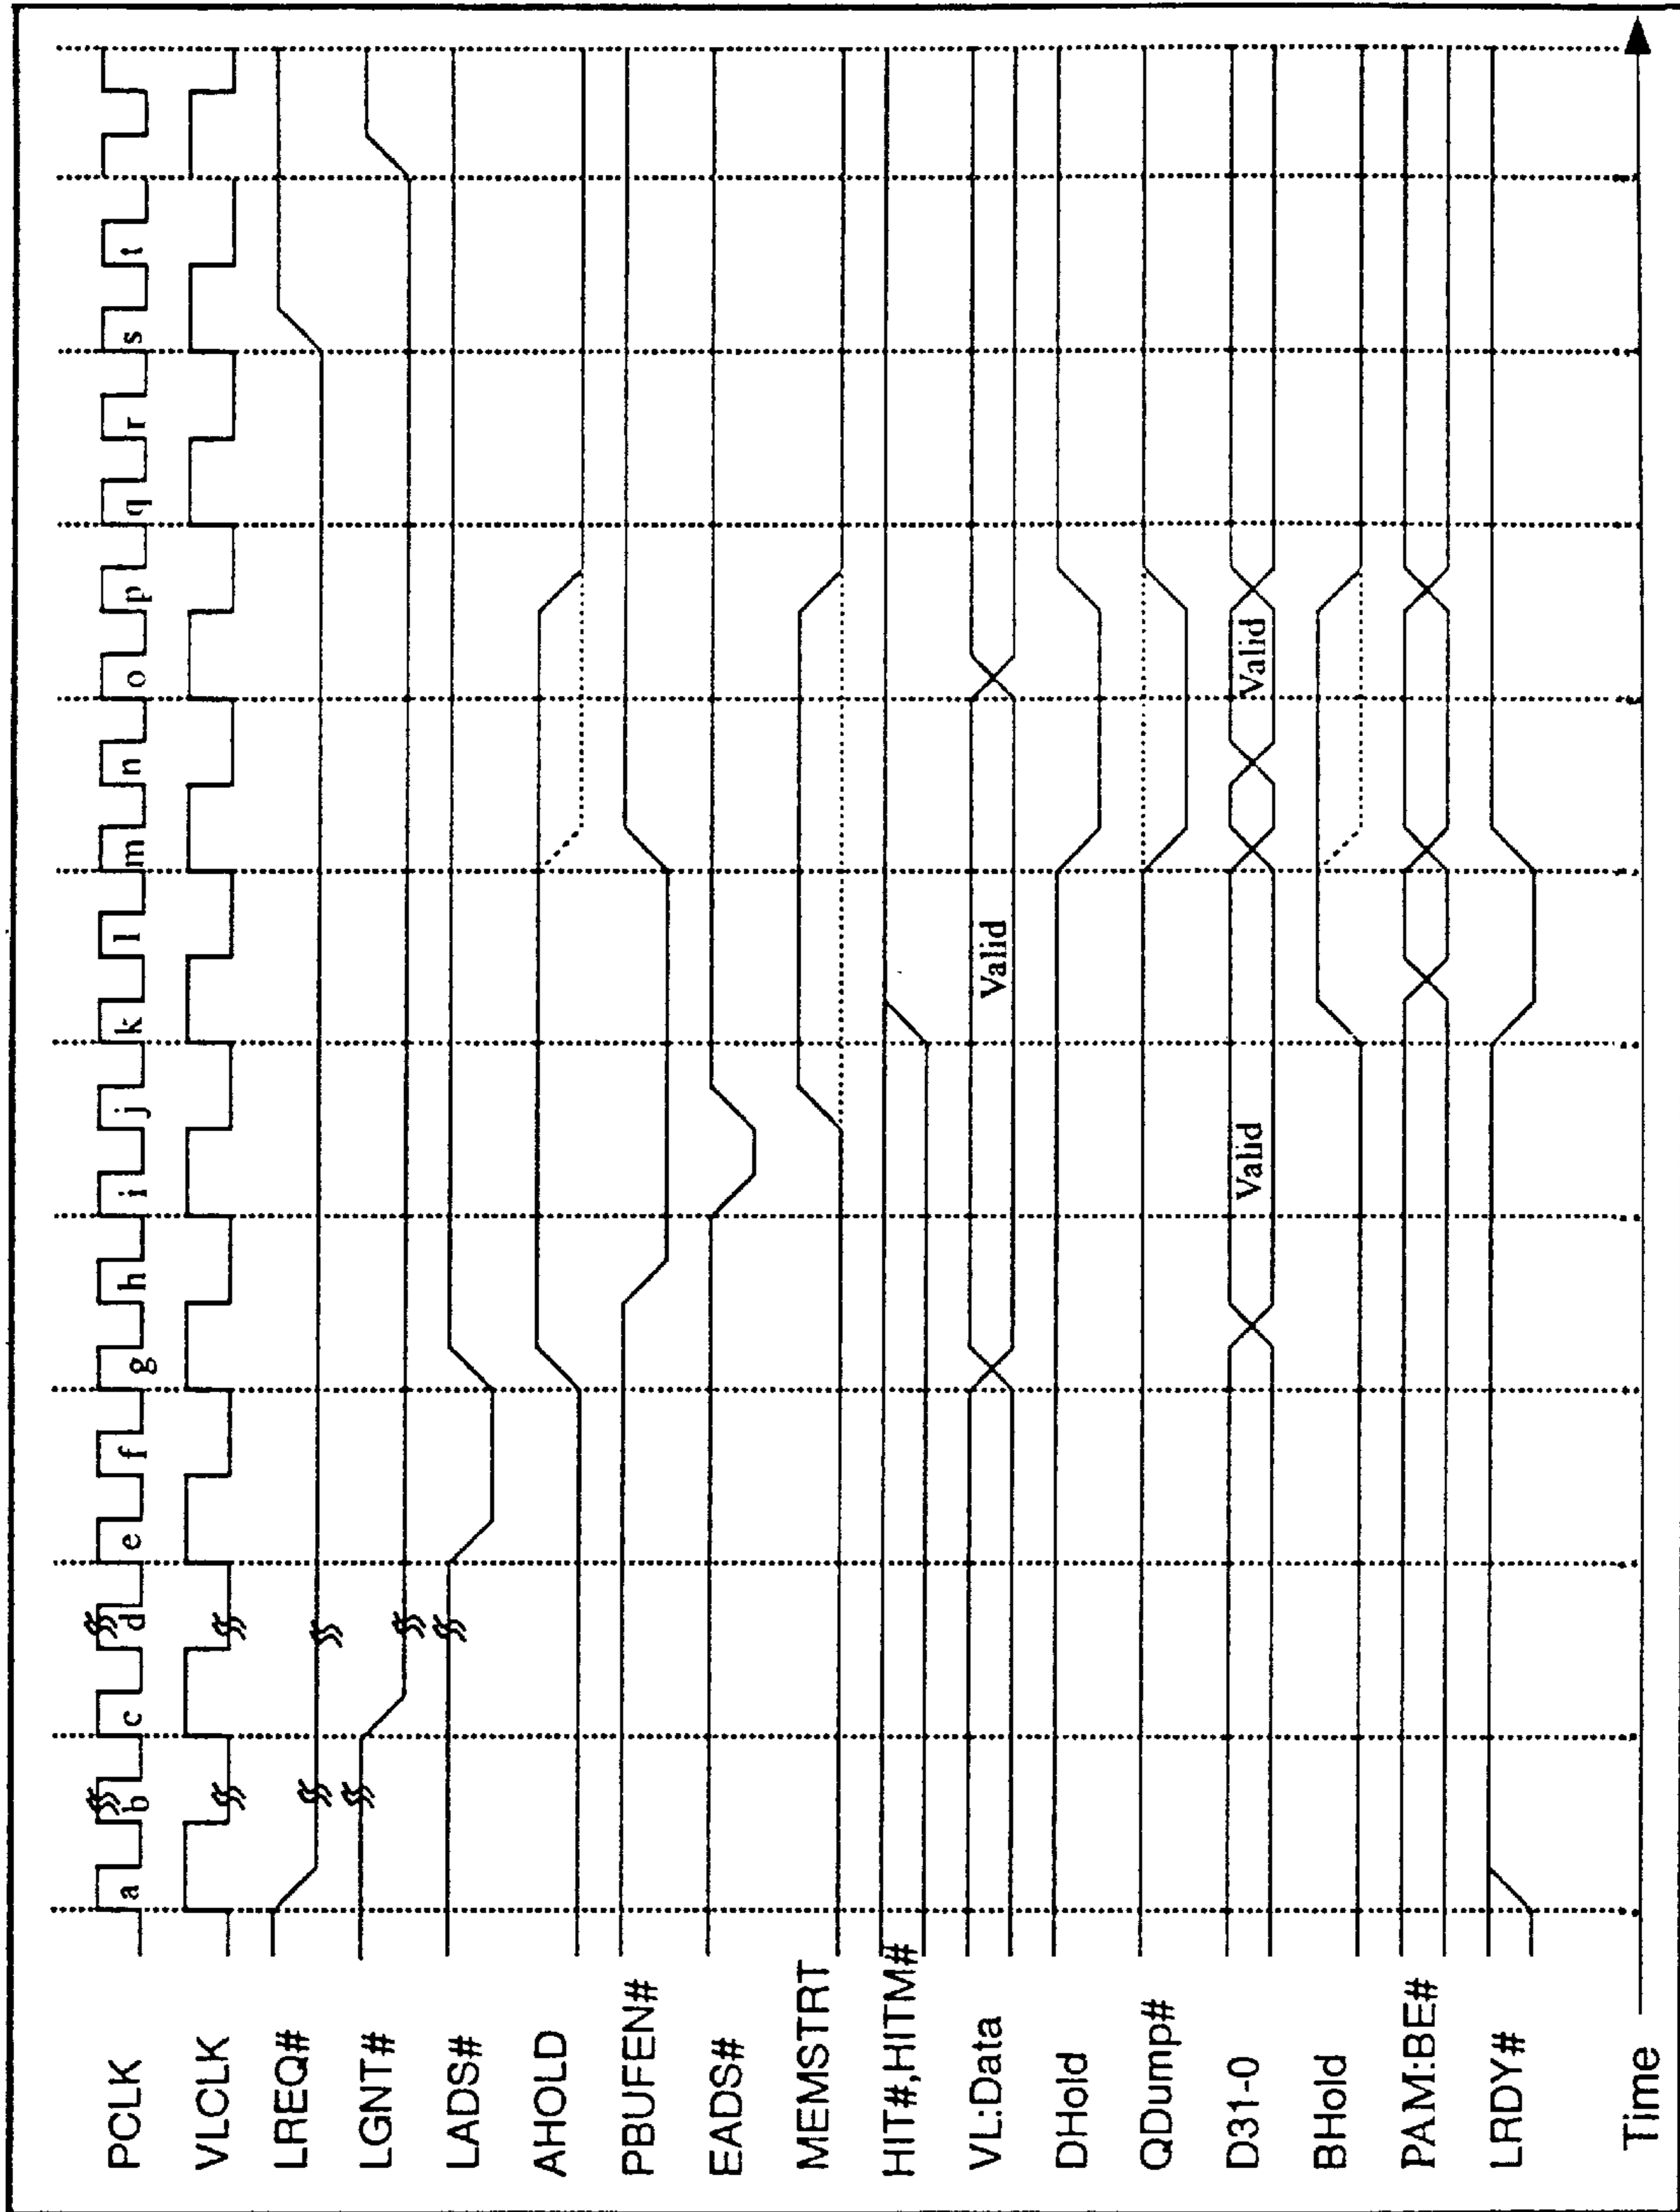 PCLK a b c d e f g h i j k l m n o p q r s t
VLCLK
LREQ#
LGNT#
LADS#
AHOLD
PBUFEN#
EADS#
MEMSTRT
HIT#,HITM#
VL:Data Valid
DHold
QDump#
D31-0 Valid Valid
BHold
PAM:BE#
LRDY#
Time